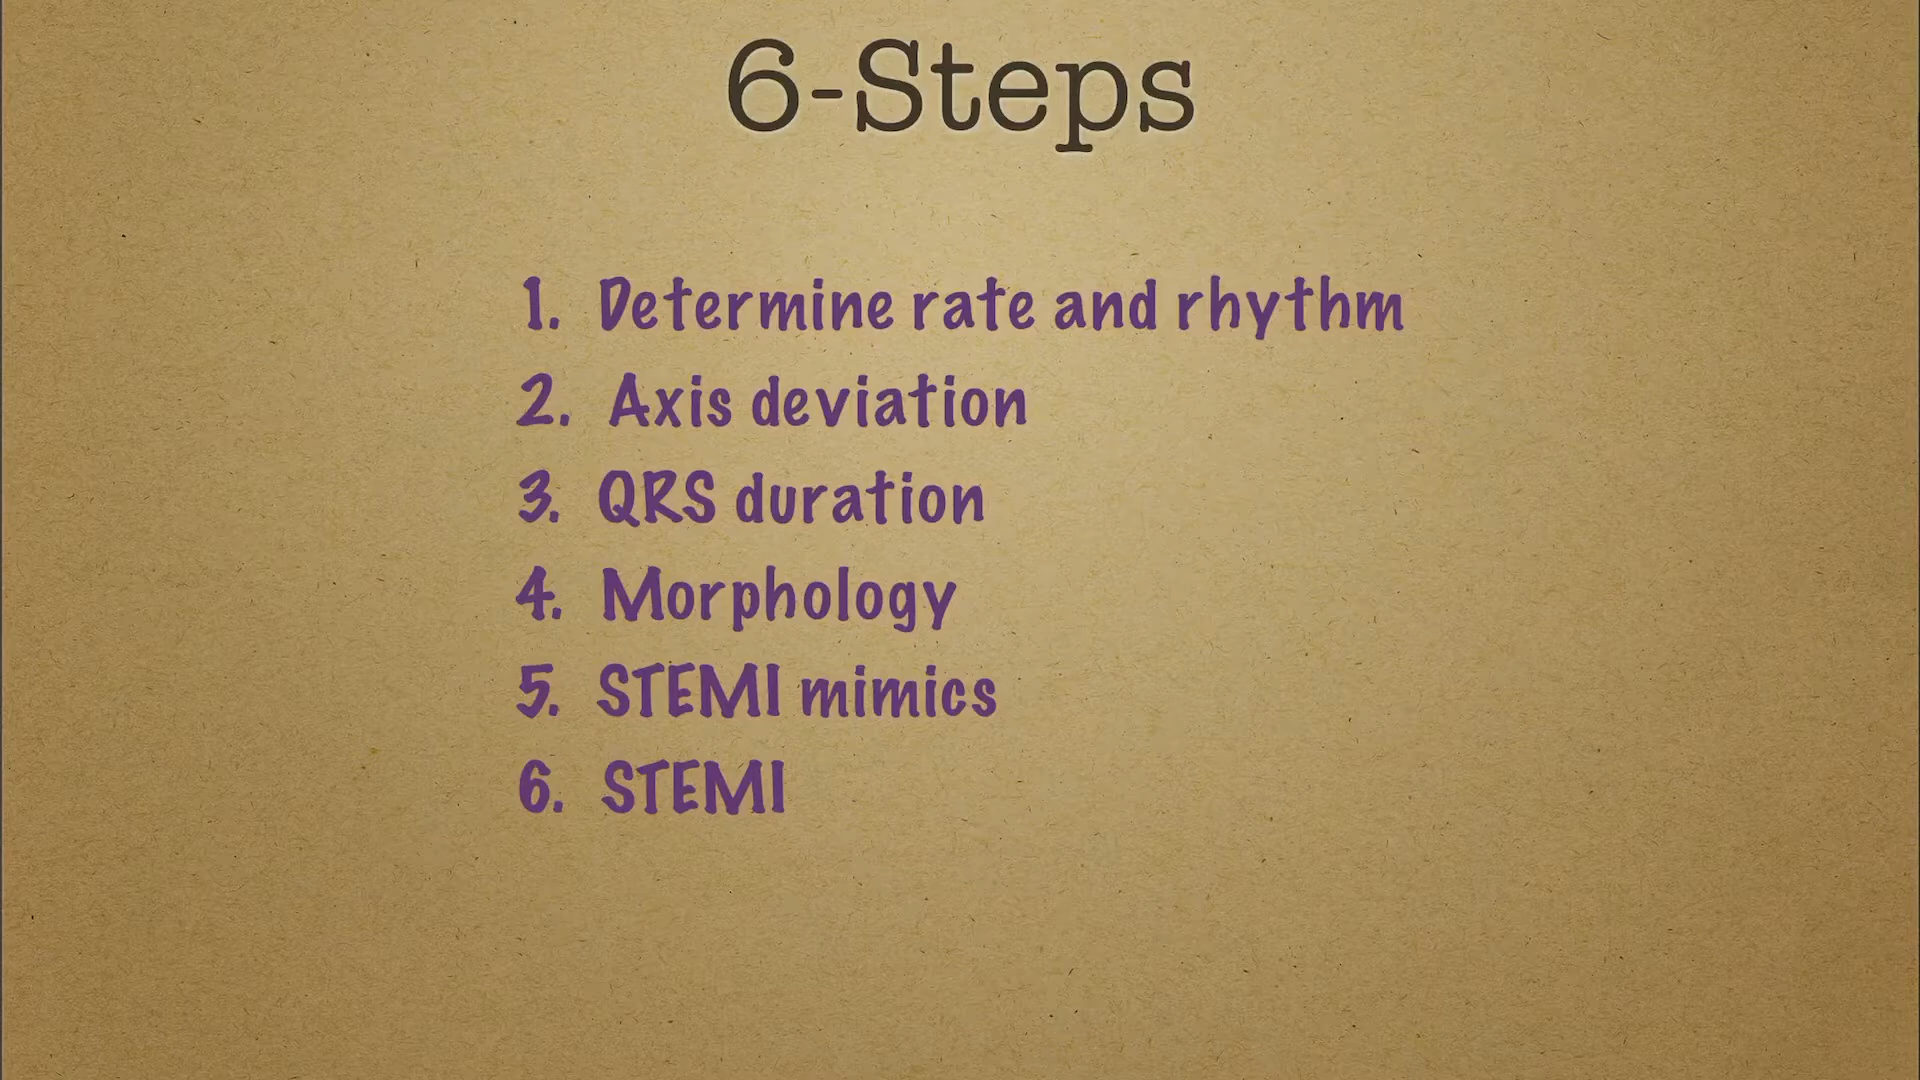 6-Steps
1. Determine rate and rhythm
2. Axis deviation
3. QRS duration
4. Morphology
5. STEMI mimics
6. STEMI